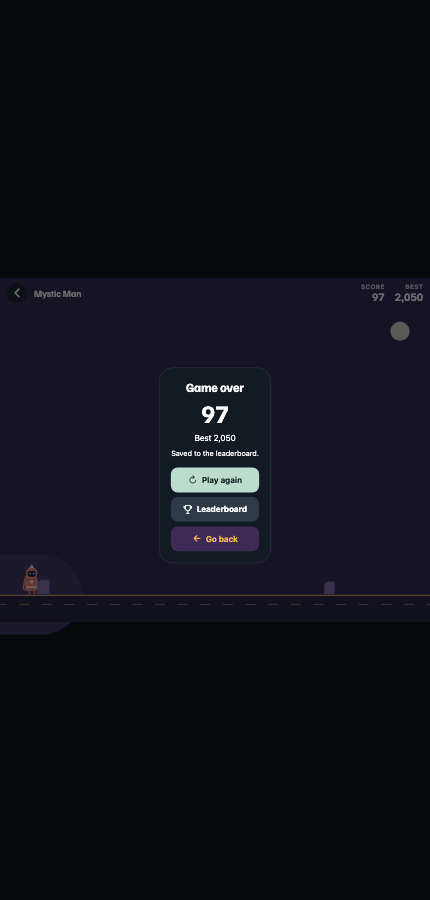 Mystic Man
SCORE BEST
97 2,050
Game over
97
Best 2,050
Saved to the leaderboard.
Play again
Leaderboard
Go back